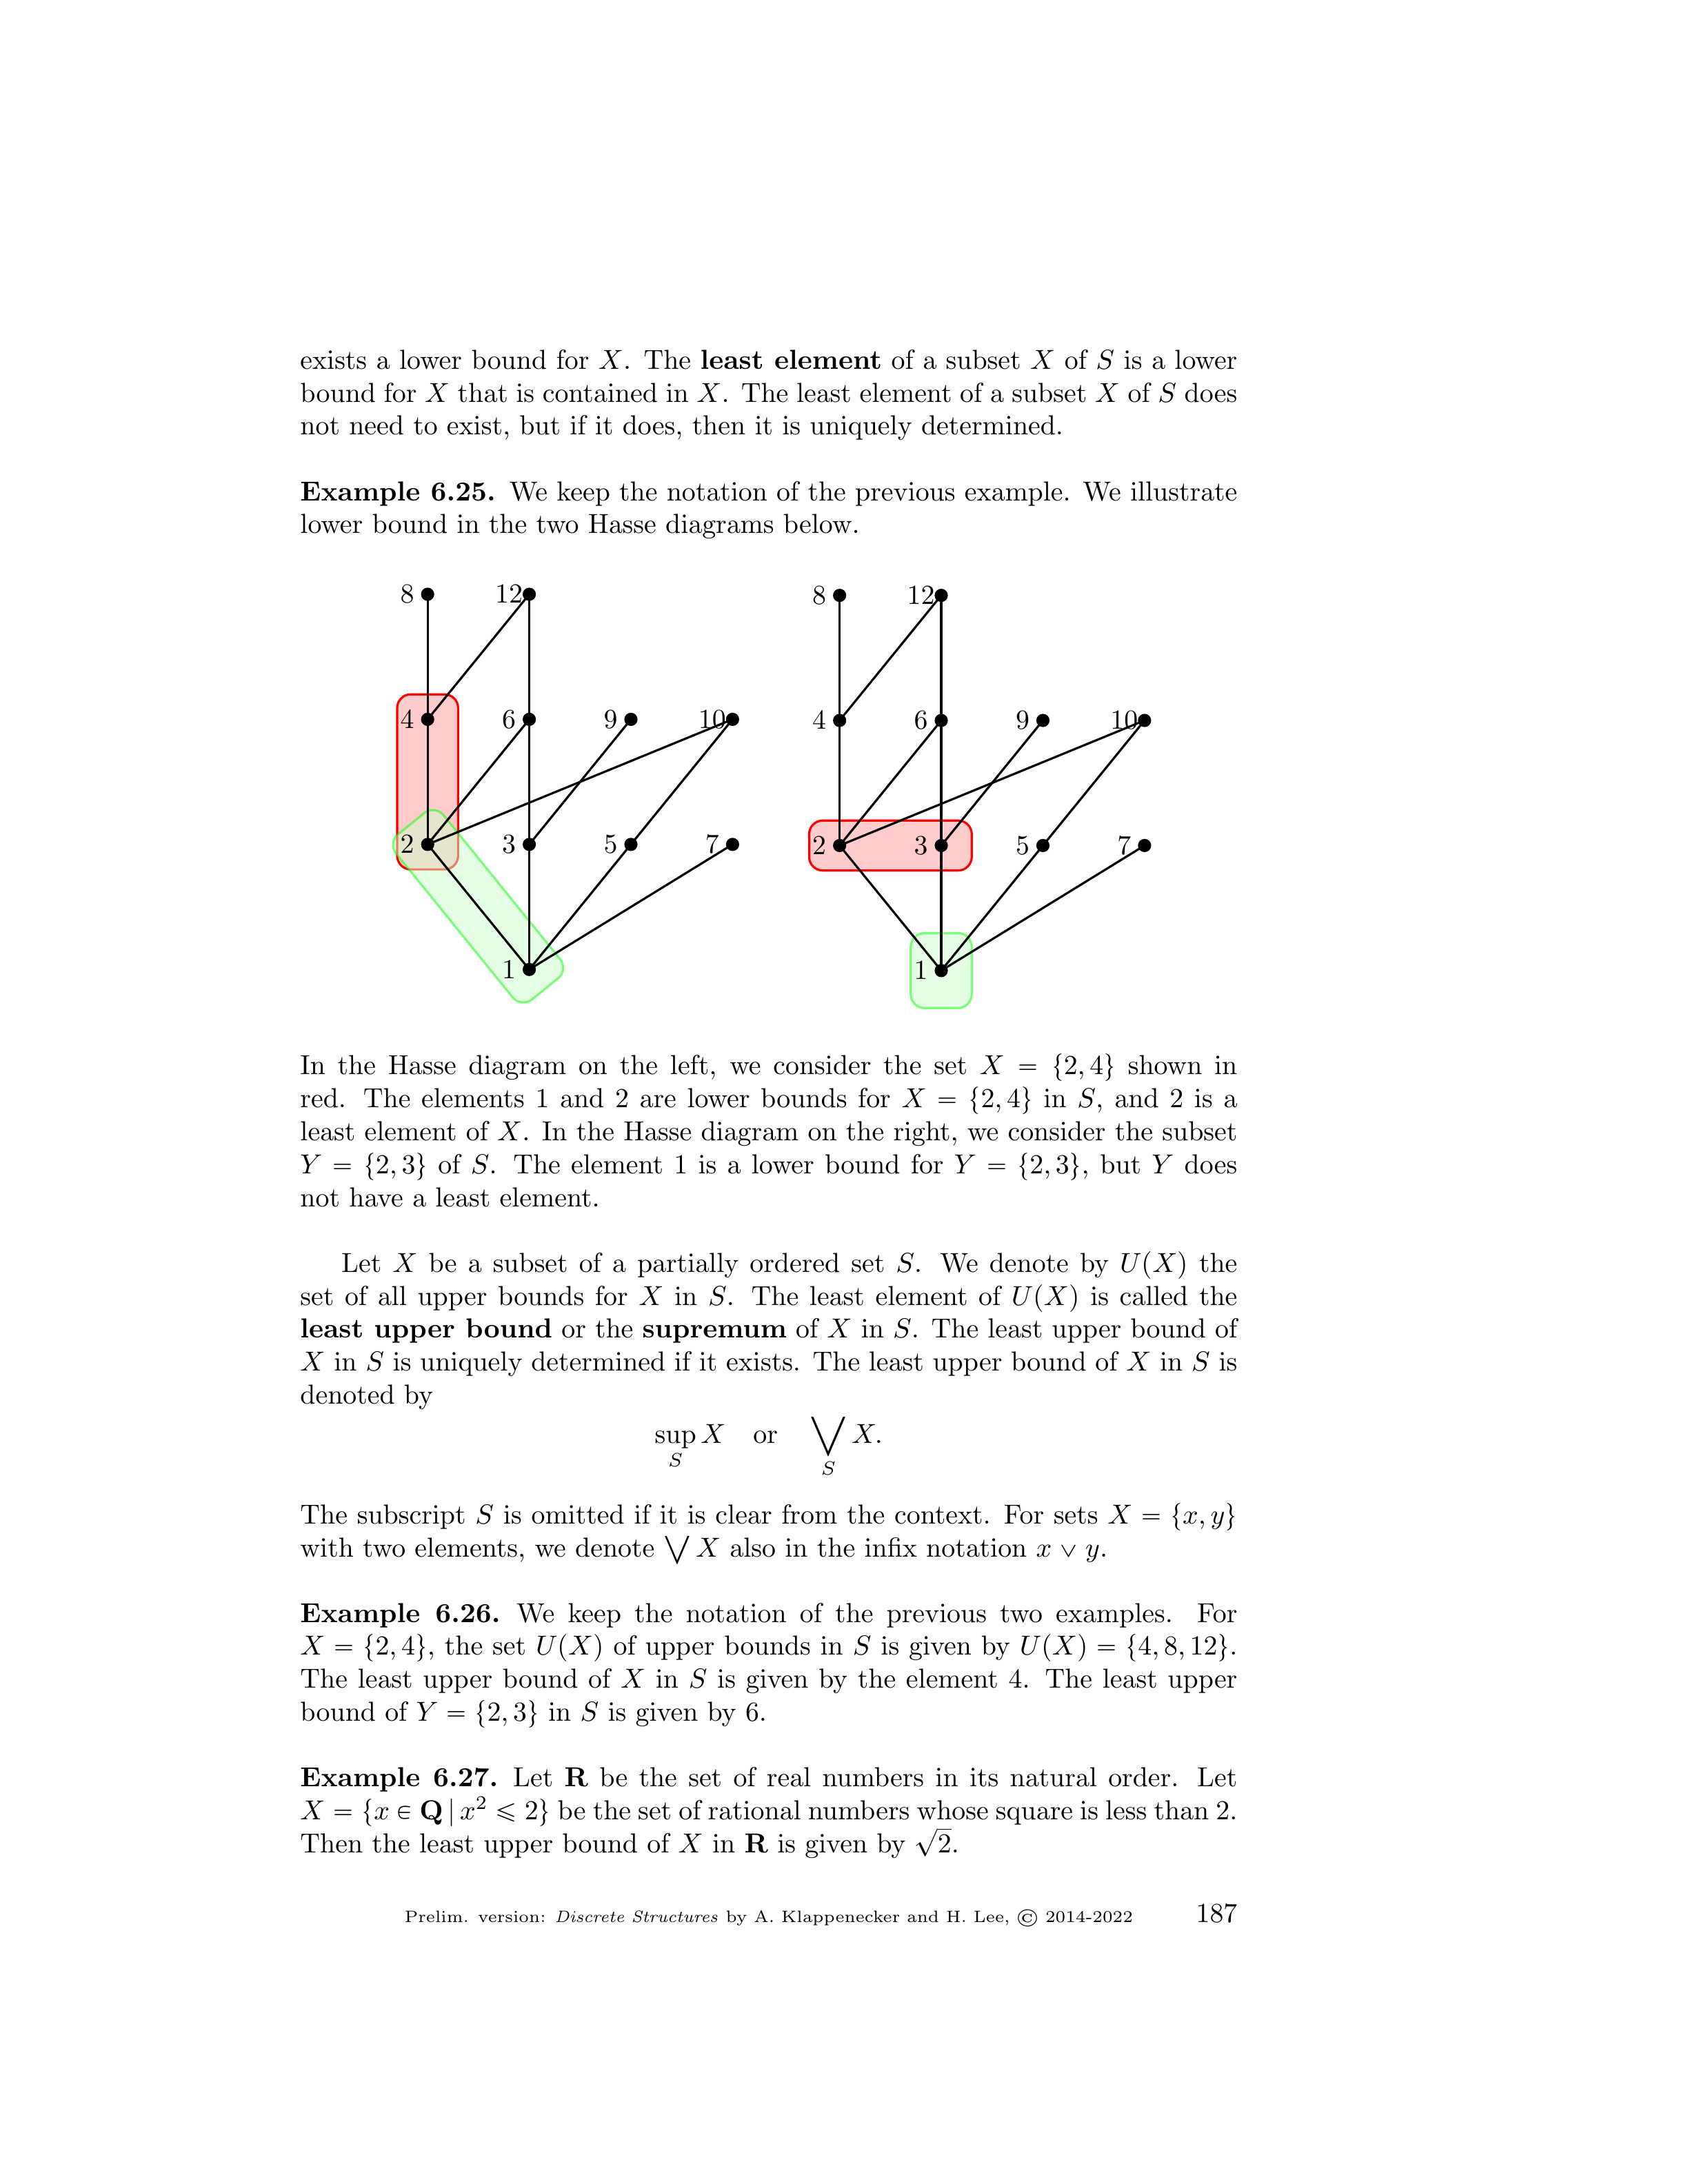 exists a lower bound for X. The least element of a subset X of S is a lower
bound for X that is contained in X. The least element of a subset X of S does
not need to exist, but if it does, then it is uniquely determined.
Example 6.25. We keep the notation of the previous example. We illustrate
lower bound in the two Hasse diagrams below.
8 12 8 12
4 6 9 10 4 6 9 10
2 3 5 7 2 3 5 7
1 1
In the Hasse diagram on the left, we consider the set X = {2, 4} shown in
red. The elements 1 and 2 are lower bounds for X = {2, 4} in S, and 2 is a
least element of X. In the Hasse diagram on the right, we consider the subset
Y = {2, 3} of S. The element 1 is a lower bound for Y = {2, 3}, but Y does
not have a least element.
Let X be a subset of a partially ordered set S. We denote by U(X) the
set of all upper bounds for X in S. The least element of U(X) is called the
least upper bound or the supremum of X in S. The least upper bound of
X in S is uniquely determined if it exists. The least upper bound of X in S is
denoted by
sup_S X or ⋁_S X.
The subscript S is omitted if it is clear from the context. For sets X = {x, y}
with two elements, we denote ⋁ X also in the infix notation x ∨ y.
Example 6.26. We keep the notation of the previous two examples. For
X = {2, 4}, the set U(X) of upper bounds in S is given by U(X) = {4, 8, 12}.
The least upper bound of X in S is given by the element 4. The least upper
bound of Y = {2, 3} in S is given by 6.
Example 6.27. Let R be the set of real numbers in its natural order. Let
X = {x ∈ Q | x² ⩽ 2} be the set of rational numbers whose square is less than 2.
Then the least upper bound of X in R is given by √2.
Prelim. version: Discrete Structures by A. Klappenecker and H. Lee, © 2014-2022 187